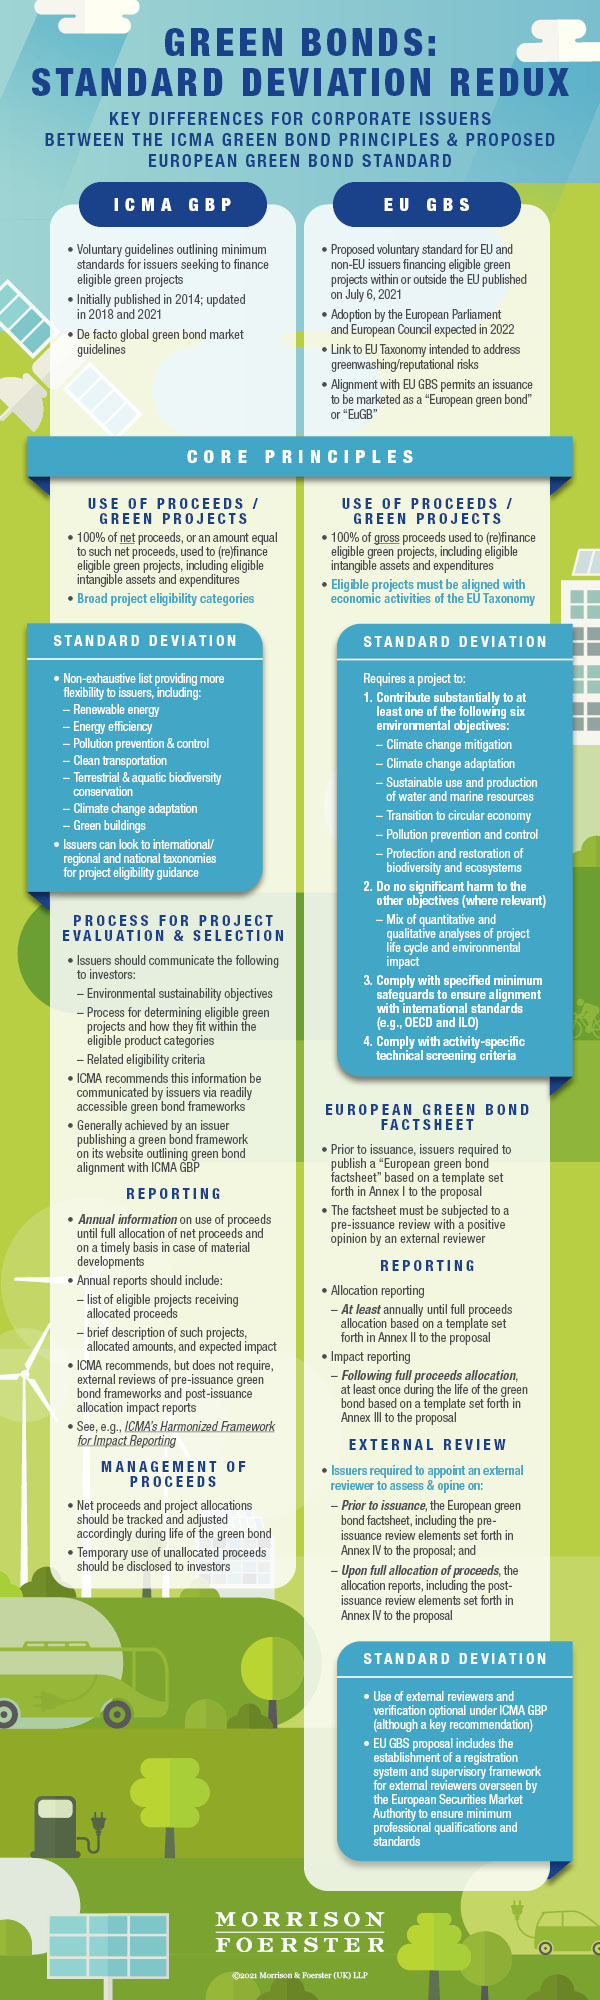 GREEN BONDS:
STANDARD DEVIATION REDUX
KEY DIFFERENCES FOR CORPORATE ISSUERS
BETWEEN THE ICMA GREEN BOND PRINCIPLES & PROPOSED
EUROPEAN GREEN BOND STANDARD
ICMA GBP
• Voluntary guidelines outlining minimum
standards for issuers seeking to finance
eligible green projects
• Initially published in 2014; updated
in 2018 and 2021
• De facto global green bond market
guidelines
EU GBS
• Proposed voluntary standard for EU and
non-EU issuers financing eligible green
projects within or outside the EU published
on July 6, 2021
• Adoption by the European Parliament
and European Council expected in 2022
• Link to EU Taxonomy intended to address
greenwashing/reputational risks
• Alignment with EU GBS permits an issuance
to be marketed as a “European green bond”
or “EuGB”
CORE PRINCIPLES
USE OF PROCEEDS /
GREEN PROJECTS
• 100% of net proceeds, or an amount equal
to such net proceeds, used to (re)finance
eligible green projects, including eligible
intangible assets and expenditures
• Broad project eligibility categories
STANDARD DEVIATION
• Non-exhaustive list providing more
flexibility to issuers, including:
– Renewable energy
– Energy efficiency
– Pollution prevention & control
– Clean transportation
– Terrestrial & aquatic biodiversity
conservation
– Climate change adaptation
– Green buildings
• Issuers can look to international/
regional and national taxonomies
for project eligibility guidance
PROCESS FOR PROJECT
EVALUATION & SELECTION
• Issuers should communicate the following
to investors:
– Environmental sustainability objectives
– Process for determining eligible green
projects and how they fit within the
eligible product categories
– Related eligibility criteria
• ICMA recommends this information be
communicated by issuers via readily
accessible green bond frameworks
• Generally achieved by an issuer
publishing a green bond framework
on its website outlining green bond
alignment with ICMA GBP
REPORTING
• Annual information on use of proceeds
until full allocation of net proceeds and
on a timely basis in case of material
developments
• Annual reports should include:
– list of eligible projects receiving
allocated proceeds
– brief description of such projects,
allocated amounts, and expected impact
• ICMA recommends, but does not require,
external reviews of pre-issuance green
bond frameworks and post-issuance
allocation impact reports
• See, e.g., ICMA's Harmonized Framework
for Impact Reporting
MANAGEMENT OF
PROCEEDS
• Net proceeds and project allocations
should be tracked and adjusted
accordingly during life of the green bond
• Temporary use of unallocated proceeds
should be disclosed to investors
USE OF PROCEEDS /
GREEN PROJECTS
• 100% of gross proceeds used to (re)finance
eligible green projects, including eligible
intangible assets and expenditures
• Eligible projects must be aligned with
economic activities of the EU Taxonomy
STANDARD DEVIATION
Requires a project to:
1. Contribute substantially to at
least one of the following six
environmental objectives:
– Climate change mitigation
– Climate change adaptation
– Sustainable use and production
of water and marine resources
– Transition to circular economy
– Pollution prevention and control
– Protection and restoration of
biodiversity and ecosystems
2. Do no significant harm to the
other objectives (where relevant)
– Mix of quantitative and
qualitative analyses of project
life cycle and environmental
impact
3. Comply with specified minimum
safeguards to ensure alignment
with international standards
(e.g., OECD and ILO)
4. Comply with activity-specific
technical screening criteria
EUROPEAN GREEN BOND
FACTSHEET
• Prior to issuance, issuers required to
publish a “European green bond
factsheet” based on a template set
forth in Annex I to the proposal
• The factsheet must be subjected to a
pre-issuance review with a positive
opinion by an external reviewer
REPORTING
• Allocation reporting
– At least annually until full proceeds
allocation based on a template set
forth in Annex II to the proposal
• Impact reporting
– Following full proceeds allocation,
at least once during the life of the green
bond based on a template set forth in
Annex III to the proposal
EXTERNAL REVIEW
• Issuers required to appoint an external
reviewer to assess & opine on:
– Prior to issuance, the European green
bond factsheet, including the pre-
issuance review elements set forth in
Annex IV to the proposal; and
– Upon full allocation of proceeds, the
allocation reports, including the post-
issuance review elements set forth in
Annex IV to the proposal
STANDARD DEVIATION
• Use of external reviewers and
verification optional under ICMA GBP
(although a key recommendation)
• EU GBS proposal includes the
establishment of a registration
system and supervisory framework
for external reviewers overseen by
the European Securities Market
Authority to ensure minimum
professional qualifications and
standards
MORRISON
FOERSTER
©2021 Morrison & Foerster (UK) LLP